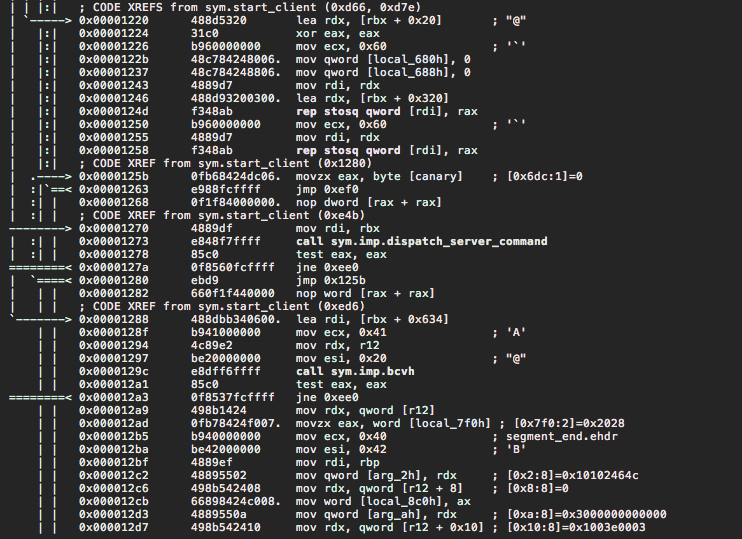 | | |:| ; CODE XREFS from sym.start_client (0xd66, 0xd7e)
| `-----> 0x00001220 488d5320 lea rdx, [rbx + 0x20] ; "@"
| |:| 0x00001224 31c0 xor eax, eax
| |:| 0x00001226 b960000000 mov ecx, 0x60 ; '`'
| |:| 0x0000122b 48c784248006. mov qword [local_680h], 0
| |:| 0x00001237 48c784248806. mov qword [local_688h], 0
| |:| 0x00001243 4889d7 mov rdi, rdx
| |:| 0x00001246 488d93200300. lea rdx, [rbx + 0x320]
| |:| 0x0000124d f348ab rep stosq qword [rdi], rax
| |:| 0x00001250 b960000000 mov ecx, 0x60 ; '`'
| |:| 0x00001255 4889d7 mov rdi, rdx
| |:| 0x00001258 f348ab rep stosq qword [rdi], rax
| |:| ; CODE XREF from sym.start_client (0x1280)
| .----> 0x0000125b 0fb68424dc06. movzx eax, byte [canary] ; [0x6dc:1]=0
| :|`==< 0x00001263 e988fcffff jmp 0xef0
| :| | 0x00001268 0f1f84000000. nop dword [rax + rax]
| :| | ; CODE XREF from sym.start_client (0xe4b)
--------> 0x00001270 4889df mov rdi, rbx
| :| | 0x00001273 e848f7ffff call sym.imp.dispatch_server_command
| :| | 0x00001278 85c0 test eax, eax
========< 0x0000127a 0f8560fcffff jne 0xee0
| `====< 0x00001280 ebd9 jmp 0x125b
| | | 0x00001282 660f1f440000 nop word [rax + rax]
| | | ; CODE XREF from sym.start_client (0xed6)
`-------> 0x00001288 488dbb340600. lea rdi, [rbx + 0x634]
| | 0x0000128f b941000000 mov ecx, 0x41 ; 'A'
| | 0x00001294 4c89e2 mov rdx, r12
| | 0x00001297 be20000000 mov esi, 0x20 ; "@"
| | 0x0000129c e8dff6ffff call sym.imp.bcvh
| | 0x000012a1 85c0 test eax, eax
========< 0x000012a3 0f8537fcffff jne 0xee0
| | 0x000012a9 498b1424 mov rdx, qword [r12]
| | 0x000012ad 0fb78424f007. movzx eax, word [local_7f0h] ; [0x7f0:2]=0x2028
| | 0x000012b5 b940000000 mov ecx, 0x40 ; segment_end.ehdr
| | 0x000012ba be42000000 mov esi, 0x42 ; 'B'
| | 0x000012bf 4889ef mov rdi, rbp
| | 0x000012c2 48895502 mov qword [arg_2h], rdx ; [0x2:8]=0x10102464c
| | 0x000012c6 498b542408 mov rdx, qword [r12 + 8] ; [0x8:8]=0
| | 0x000012cb 66898424c008. mov word [local_8c0h], ax
| | 0x000012d3 4889550a mov qword [arg_ah], rdx ; [0xa:8]=0x3000000000000
| | 0x000012d7 498b542410 mov rdx, qword [r12 + 0x10] ; [0x10:8]=0x1003e0003